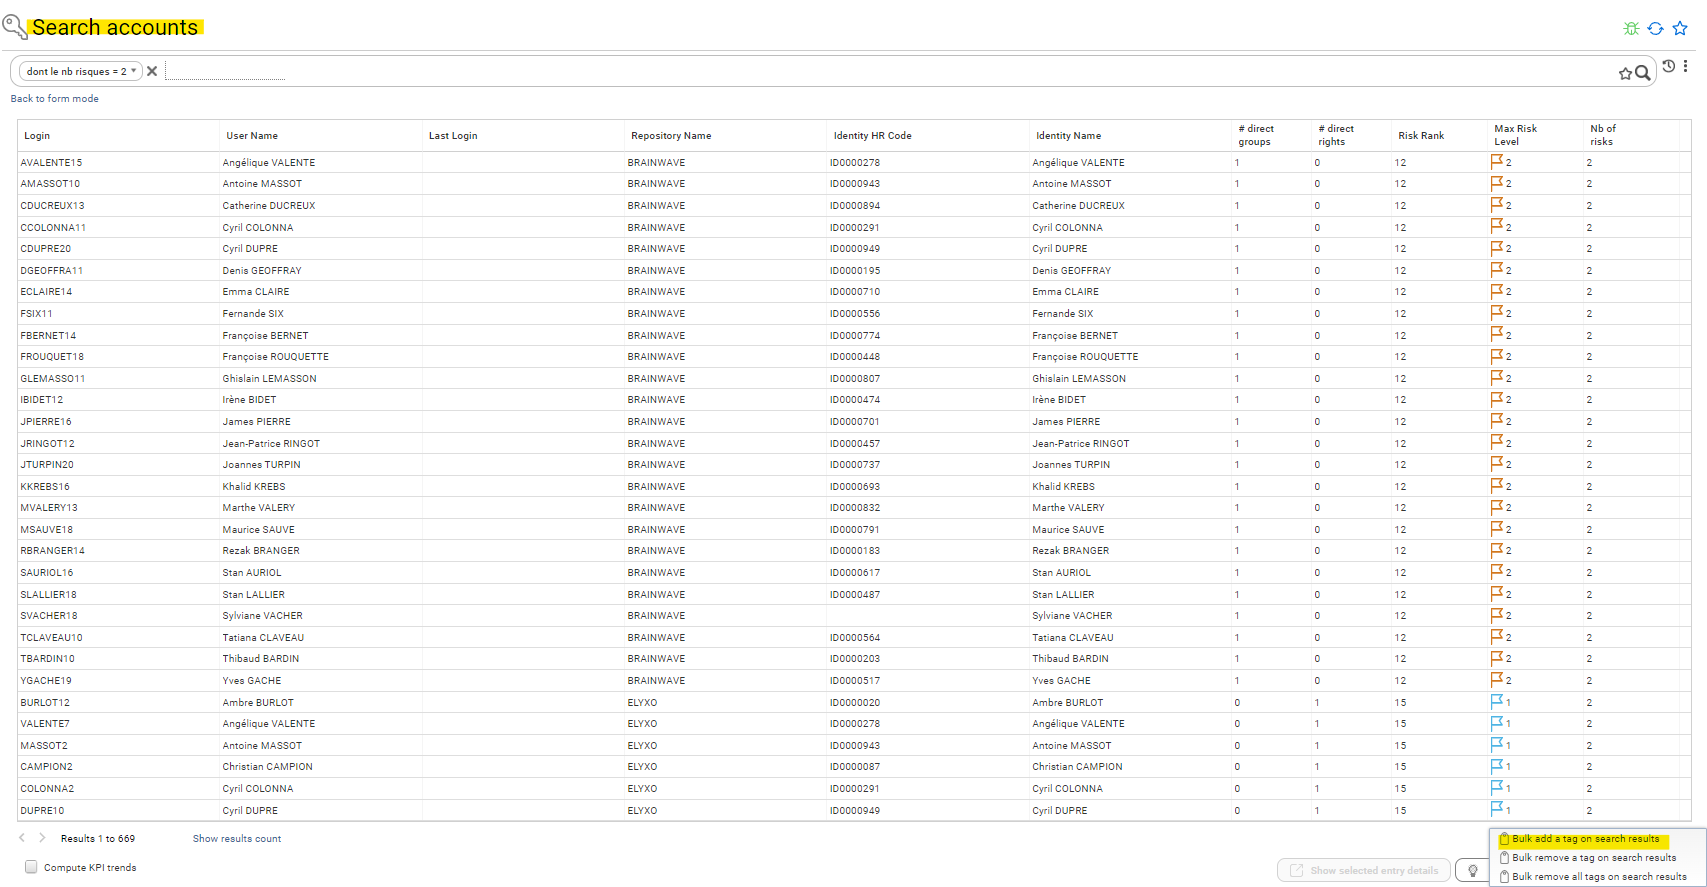 Search accounts
dont le nb risques = 2
Back to form mode
Login User Name Last Login Repository Name Identity HR Code Identity Name # direct groups # direct rights Risk Rank Max Risk Level Nb of risks
AVALENTE15 Angélique VALENTE BRAINWAVE ID0000278 Angélique VALENTE 1 0 12 2 2
AMASSOT10 Antoine MASSOT BRAINWAVE ID0000943 Antoine MASSOT 1 0 12 2 2
CDUCREUX13 Catherine DUCREUX BRAINWAVE ID0000894 Catherine DUCREUX 1 0 12 2 2
CCOLONNA11 Cyril COLONNA BRAINWAVE ID0000291 Cyril COLONNA 1 0 12 2 2
CDUPRE20 Cyril DUPRE BRAINWAVE ID0000949 Cyril DUPRE 1 0 12 2 2
DGEOFFRA11 Denis GEOFFRAY BRAINWAVE ID0000195 Denis GEOFFRAY 1 0 12 2 2
ECLAIRE14 Emma CLAIRE BRAINWAVE ID0000710 Emma CLAIRE 1 0 12 2 2
FSIX11 Fernande SIX BRAINWAVE ID0000556 Fernande SIX 1 0 12 2 2
FBERNET14 Françoise BERNET BRAINWAVE ID0000774 Françoise BERNET 1 0 12 2 2
FROUQUET18 Françoise ROUQUETTE BRAINWAVE ID0000448 Françoise ROUQUETTE 1 0 12 2 2
GLEMASSO11 Ghislain LEMASSON BRAINWAVE ID0000807 Ghislain LEMASSON 1 0 12 2 2
IBIDET12 Irène BIDET BRAINWAVE ID0000474 Irène BIDET 1 0 12 2 2
JPIERRE16 James PIERRE BRAINWAVE ID0000701 James PIERRE 1 0 12 2 2
JRINGOT12 Jean-Patrice RINGOT BRAINWAVE ID0000457 Jean-Patrice RINGOT 1 0 12 2 2
JTURPIN20 Joannes TURPIN BRAINWAVE ID0000737 Joannes TURPIN 1 0 12 2 2
KKREBS16 Khalid KREBS BRAINWAVE ID0000693 Khalid KREBS 1 0 12 2 2
MVALERY13 Marthe VALERY BRAINWAVE ID0000832 Marthe VALERY 1 0 12 2 2
MSAUVE18 Maurice SAUVE BRAINWAVE ID0000791 Maurice SAUVE 1 0 12 2 2
RBRANGER14 Rezak BRANGER BRAINWAVE ID0000183 Rezak BRANGER 1 0 12 2 2
SAURIOL16 Stan AURIOL BRAINWAVE ID0000617 Stan AURIOL 1 0 12 2 2
SLALLIER18 Stan LALLIER BRAINWAVE ID0000487 Stan LALLIER 1 0 12 2 2
SVACHER18 Sylviane VACHER BRAINWAVE Sylviane VACHER 1 0 12 2 2
TCLAVEAU10 Tatiana CLAVEAU BRAINWAVE ID0000564 Tatiana CLAVEAU 1 0 12 2 2
TBARDIN10 Thibaud BARDIN BRAINWAVE ID0000203 Thibaud BARDIN 1 0 12 2 2
YGACHE19 Yves GACHE BRAINWAVE ID0000517 Yves GACHE 1 0 12 2 2
BURLOT12 Ambre BURLOT ELYXO ID0000020 Ambre BURLOT 0 1 15 1 2
VALENTE7 Angélique VALENTE ELYXO ID0000278 Angélique VALENTE 0 1 15 1 2
MASSOT2 Antoine MASSOT ELYXO ID0000943 Antoine MASSOT 0 1 15 1 2
CAMPION2 Christian CAMPION ELYXO ID0000087 Christian CAMPION 0 1 15 1 2
COLONNA2 Cyril COLONNA ELYXO ID0000291 Cyril COLONNA 0 1 15 1 2
DUPRE10 Cyril DUPRE ELYXO ID0000949 Cyril DUPRE 0 1 15 1 2
Results 1 to 669 Show results count
Compute KPI trends
Show selected entry details
Bulk add a tag on search results
Bulk remove a tag on search results
Bulk remove all tags on search results